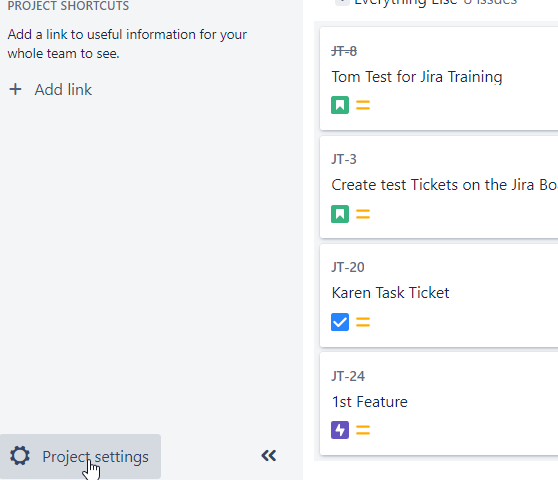 PROJECT SHORTCUTS
Add a link to useful information for your
whole team to see.
+ Add link
Project settings
Everything Else 8 issues
JT-8
Tom Test for Jira Training
JT-3
Create test Tickets on the Jira Bo
JT-20
Karen Task Ticket
JT-24
1st Feature